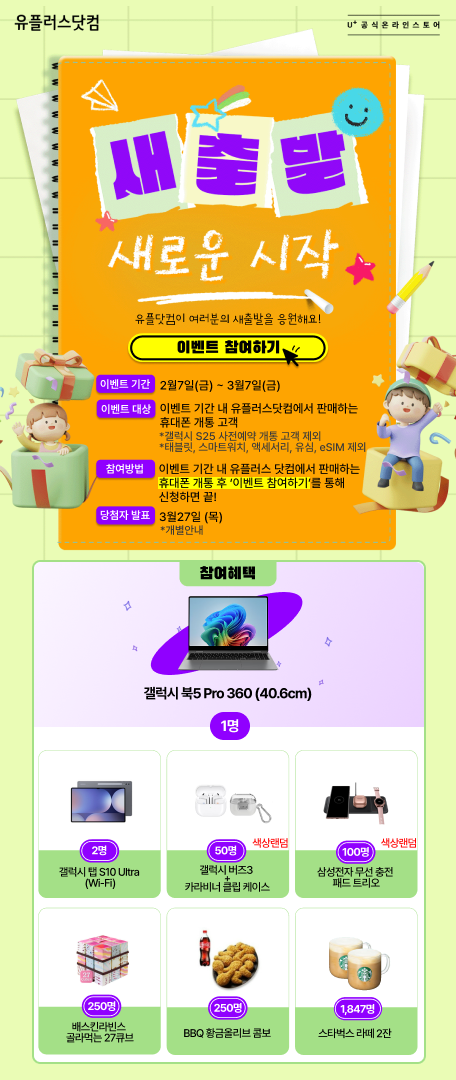 유플러스닷컴
U+ 공식온라인스토어
새출발
새로운 시작
유플닷컴이 여러분의 새출발을 응원해요!
이벤트 참여하기
이벤트 기간 2월7일(금) ~ 3월7일(금)
이벤트 대상 이벤트 기간 내 유플러스닷컴에서 판매하는
휴대폰 개통 고객
*갤럭시 S25 사전예약 개통 고객 제외
*태블릿, 스마트워치, 액세서리, 유심, eSIM 제외
참여방법 이벤트 기간 내 유플러스 닷컴에서 판매하는
휴대폰 개통 후 ‘이벤트 참여하기’를 통해
신청하면 끝!
당첨자 발표 3월27일 (목)
*개별안내
참여혜택
갤럭시 북5 Pro 360 (40.6cm)
1명
2명
갤럭시 탭 S10 Ultra
(Wi-Fi)
색상랜덤
50명
갤럭시 버즈3
+
카라비너 클립 케이스
색상랜덤
100명
삼성전자 무선 충전
패드 트리오
250명
배스킨라빈스
골라먹는 27큐브
250명
BBQ 황금올리브 콤보
1,847명
스타벅스 라떼 2잔